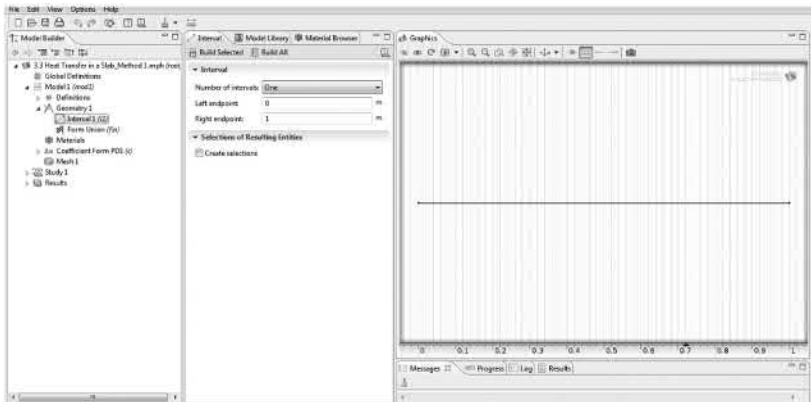 File Edit View Options Help
Model Builder
3.3 Heat Transfer in a Slab_Method 1.mph (root)
Global Definitions
Model 1 (mod1)
Definitions
Geometry 1
Interval 1 (i1)
Form Union (fin)
Materials
Coefficient Form PDE (c)
Mesh 1
Study 1
Results
Interval Model Library Material Browser
Build Selected Build All
Interval
Number of intervals: One
Left endpoint: 0 m
Right endpoint: 1 m
Selections of Resulting Entities
Create selections
Graphics
0 0.1 0.2 0.3 0.4 0.5 0.6 0.7 0.8 0.9 1
Messages Progress Log Results